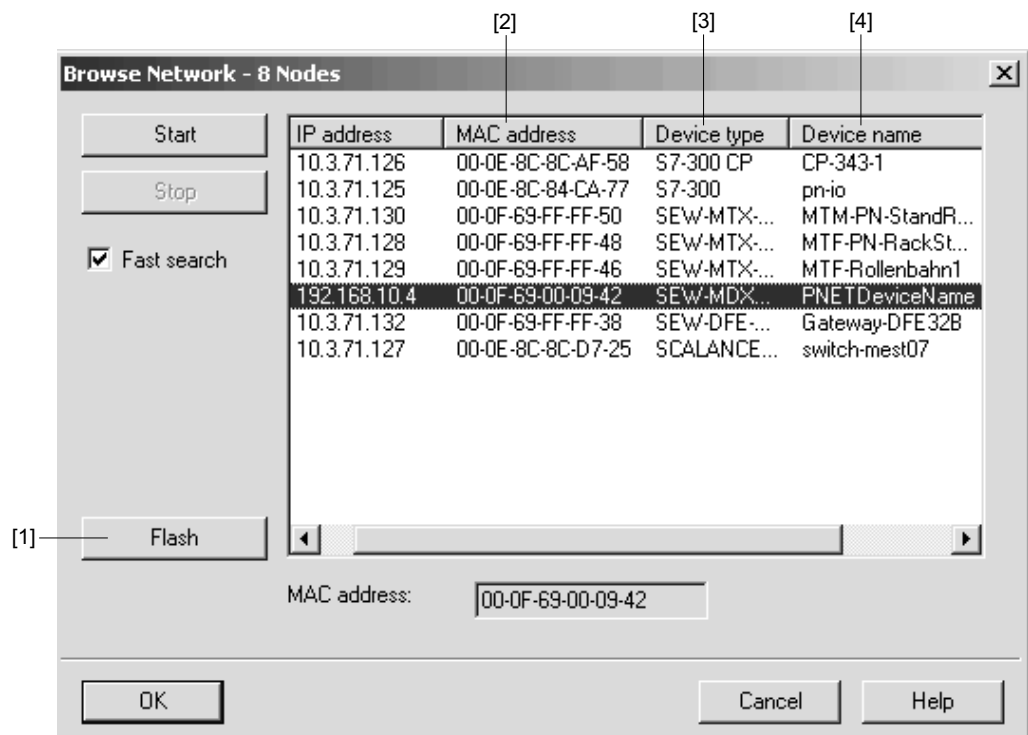 [2] [3] [4]
Browse Network - 8 Nodes
Start
Stop
Fast search
IP address MAC address Device type Device name
10.3.71.126 00-0E-8C-8C-AF-58 S7-300 CP CP-343-1
10.3.71.125 00-0E-8C-84-CA-77 S7-300 pn-io
10.3.71.130 00-0F-69-FF-FF-50 SEW-MTX-... MTM-PN-StandR...
10.3.71.128 00-0F-69-FF-FF-48 SEW-MTX-... MTF-PN-RackSt...
10.3.71.129 00-0F-69-FF-FF-46 SEW-MTX-... MTF-Rollenbahn1
192.168.10.4 00-0F-69-00-09-42 SEW-MDX... PNETDeviceName
10.3.71.132 00-0F-69-FF-FF-38 SEW-DFE-... Gateway-DFE32B
10.3.71.127 00-0E-8C-8C-D7-25 SCALANCE... switch-mest07
[1] Flash
MAC address: 00-0F-69-00-09-42
OK Cancel Help